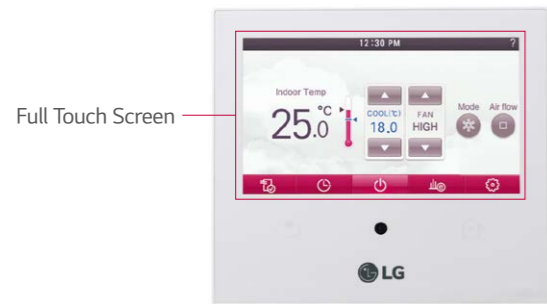 12:30 PM
?
Indoor Temp
25.0 °C
COOL(℃)
18.0
FAN
HIGH
Mode
Air flow
Full Touch Screen
LG